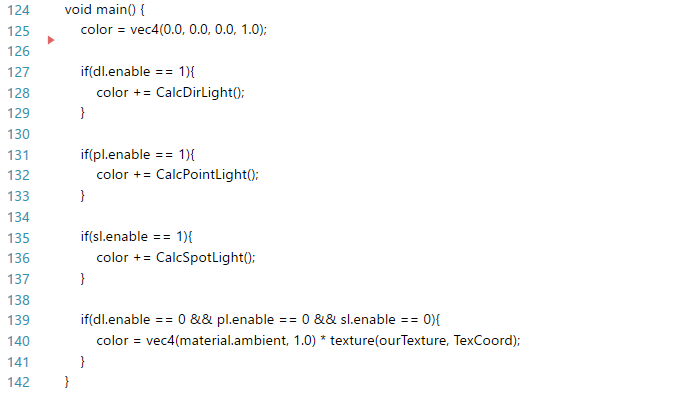 124 void main() {
125 color = vec4(0.0, 0.0, 0.0, 1.0);
126
127 if(dl.enable == 1){
128 color += CalcDirLight();
129 }
130
131 if(pl.enable == 1){
132 color += CalcPointLight();
133 }
134
135 if(sl.enable == 1){
136 color += CalcSpotLight();
137 }
138
139 if(dl.enable == 0 && pl.enable == 0 && sl.enable == 0){
140 color = vec4(material.ambient, 1.0) * texture(ourTexture, TexCoord);
141 }
142 }